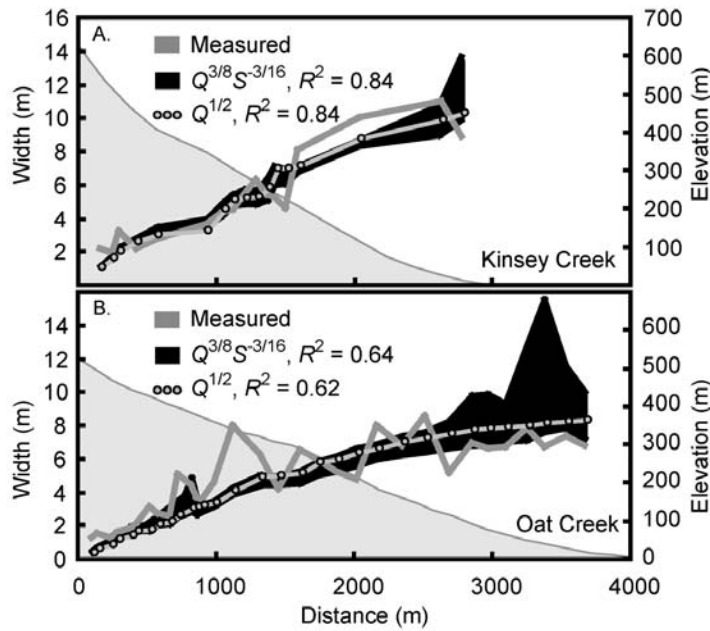 A.
Measured
Q^3/8 S^-3/16, R^2 = 0.84
Q^1/2, R^2 = 0.84
Kinsey Creek
Width (m)
16
14
12
10
8
6
4
2
Elevation (m)
700
600
500
400
300
200
100
B.
Measured
Q^3/8 S^-3/16, R^2 = 0.64
Q^1/2, R^2 = 0.62
Oat Creek
Width (m)
14
12
10
8
6
4
2
0
Elevation (m)
600
500
400
300
200
100
0
0
1000
2000
3000
4000
Distance (m)